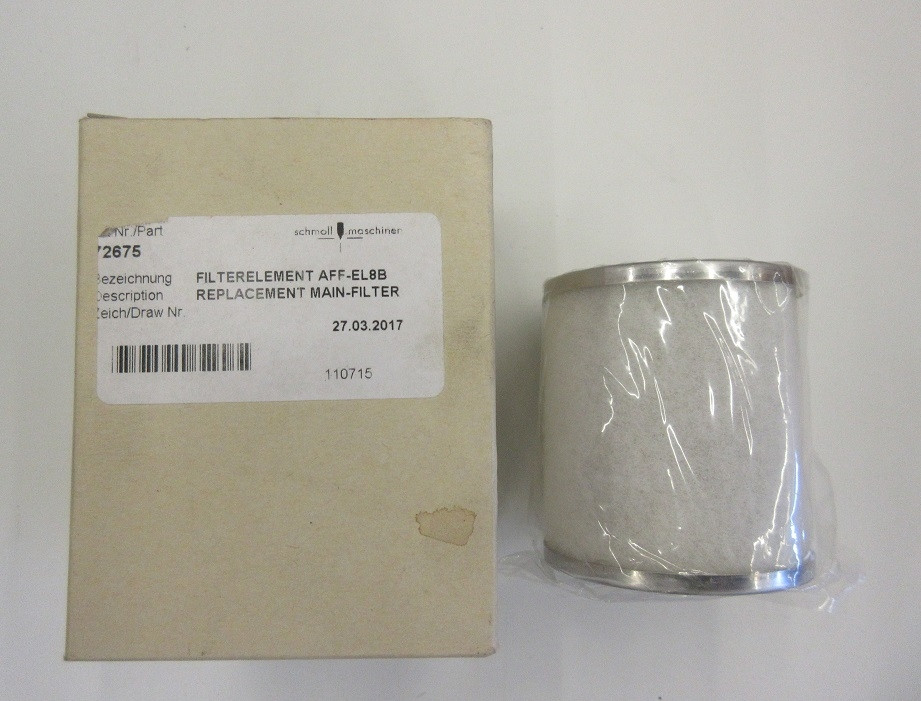 Nr./Part
schmoll maschinen
72675
Bezeichnung FILTERELEMENT AFF-EL8B
Description REPLACEMENT MAIN-FILTER
Zeich/Draw Nr.
27.03.2017
110715